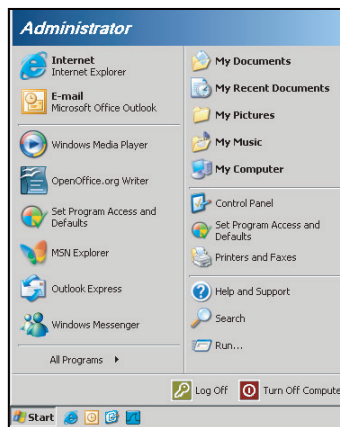 Administrator
Internet
Internet Explorer
E-mail
Microsoft Office Outlook
Windows Media Player
OpenOffice.org Writer
Set Program Access and
Defaults
MSN Explorer
Outlook Express
Windows Messenger
All Programs
My Documents
My Recent Documents
My Pictures
My Music
My Computer
Control Panel
Set Program Access and
Defaults
Printers and Faxes
Help and Support
Search
Run...
Log Off
Turn Off Compute
Start